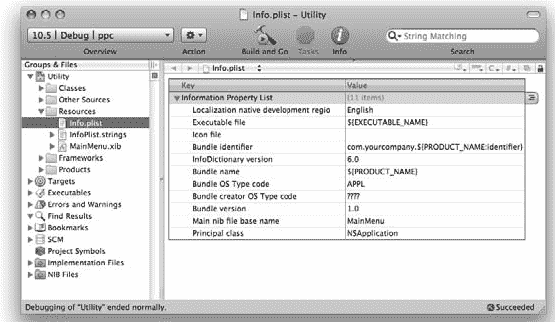 Info.plist – Utility
10.5 | Debug | ppc
String Matching
Overview
Action
Build and Go
Tasks
Info
Search
Groups & Files
Utility
Classes
Other Sources
Resources
Info.plist
InfoPlist.strings
MainMenu.xib
Frameworks
Products
Targets
Executables
Errors and Warnings
Find Results
Bookmarks
SCM
Project Symbols
Implementation Files
NIB Files
Info.plist
Key Value
Information Property List (11 items)
Localization native development regio English
Executable file ${EXECUTABLE_NAME}
Icon file
Bundle identifier com.yourcompany.${PRODUCT_NAME:identifier}
InfoDictionary version 6.0
Bundle name ${PRODUCT_NAME}
Bundle OS Type code APPL
Bundle creator OS Type code ????
Bundle version 1.0
Main nib file base name MainMenu
Principal class NSApplication
Debugging of "Utility" ended normally.
Succeeded